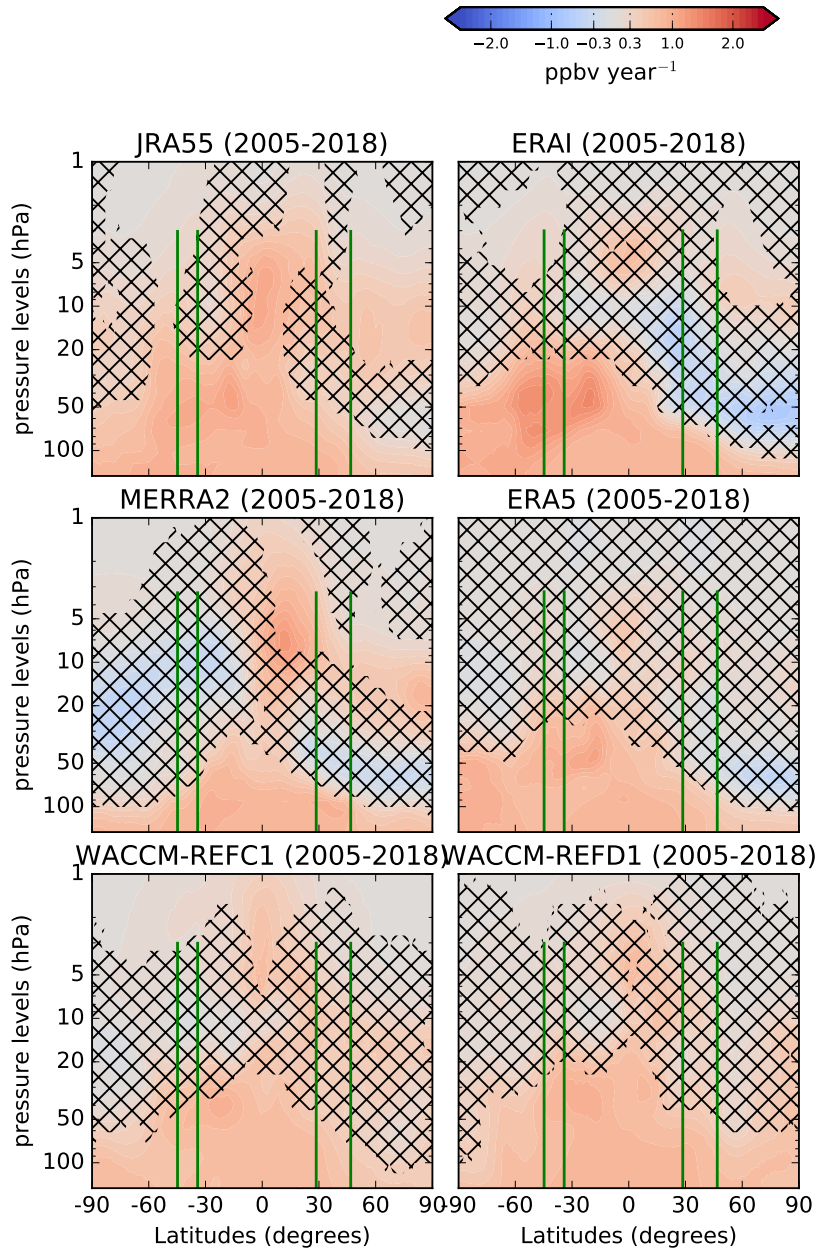 −2.0 −1.0 −0.3 0.3 1.0 2.0
ppbv year−1
JRA55 (2005-2018) ERAI (2005-2018)
pressure levels (hPa)
1
5
10
20
50
100
MERRA2 (2005-2018) ERA5 (2005-2018)
pressure levels (hPa)
1
5
10
20
50
100
WACCM-REFC1 (2005-2018) WACCM-REFD1 (2005-2018)
pressure levels (hPa)
1
5
10
20
50
100
-90 -60 -30 0 30 60 90 -90 -60 -30 0 30 60 90
Latitudes (degrees) Latitudes (degrees)